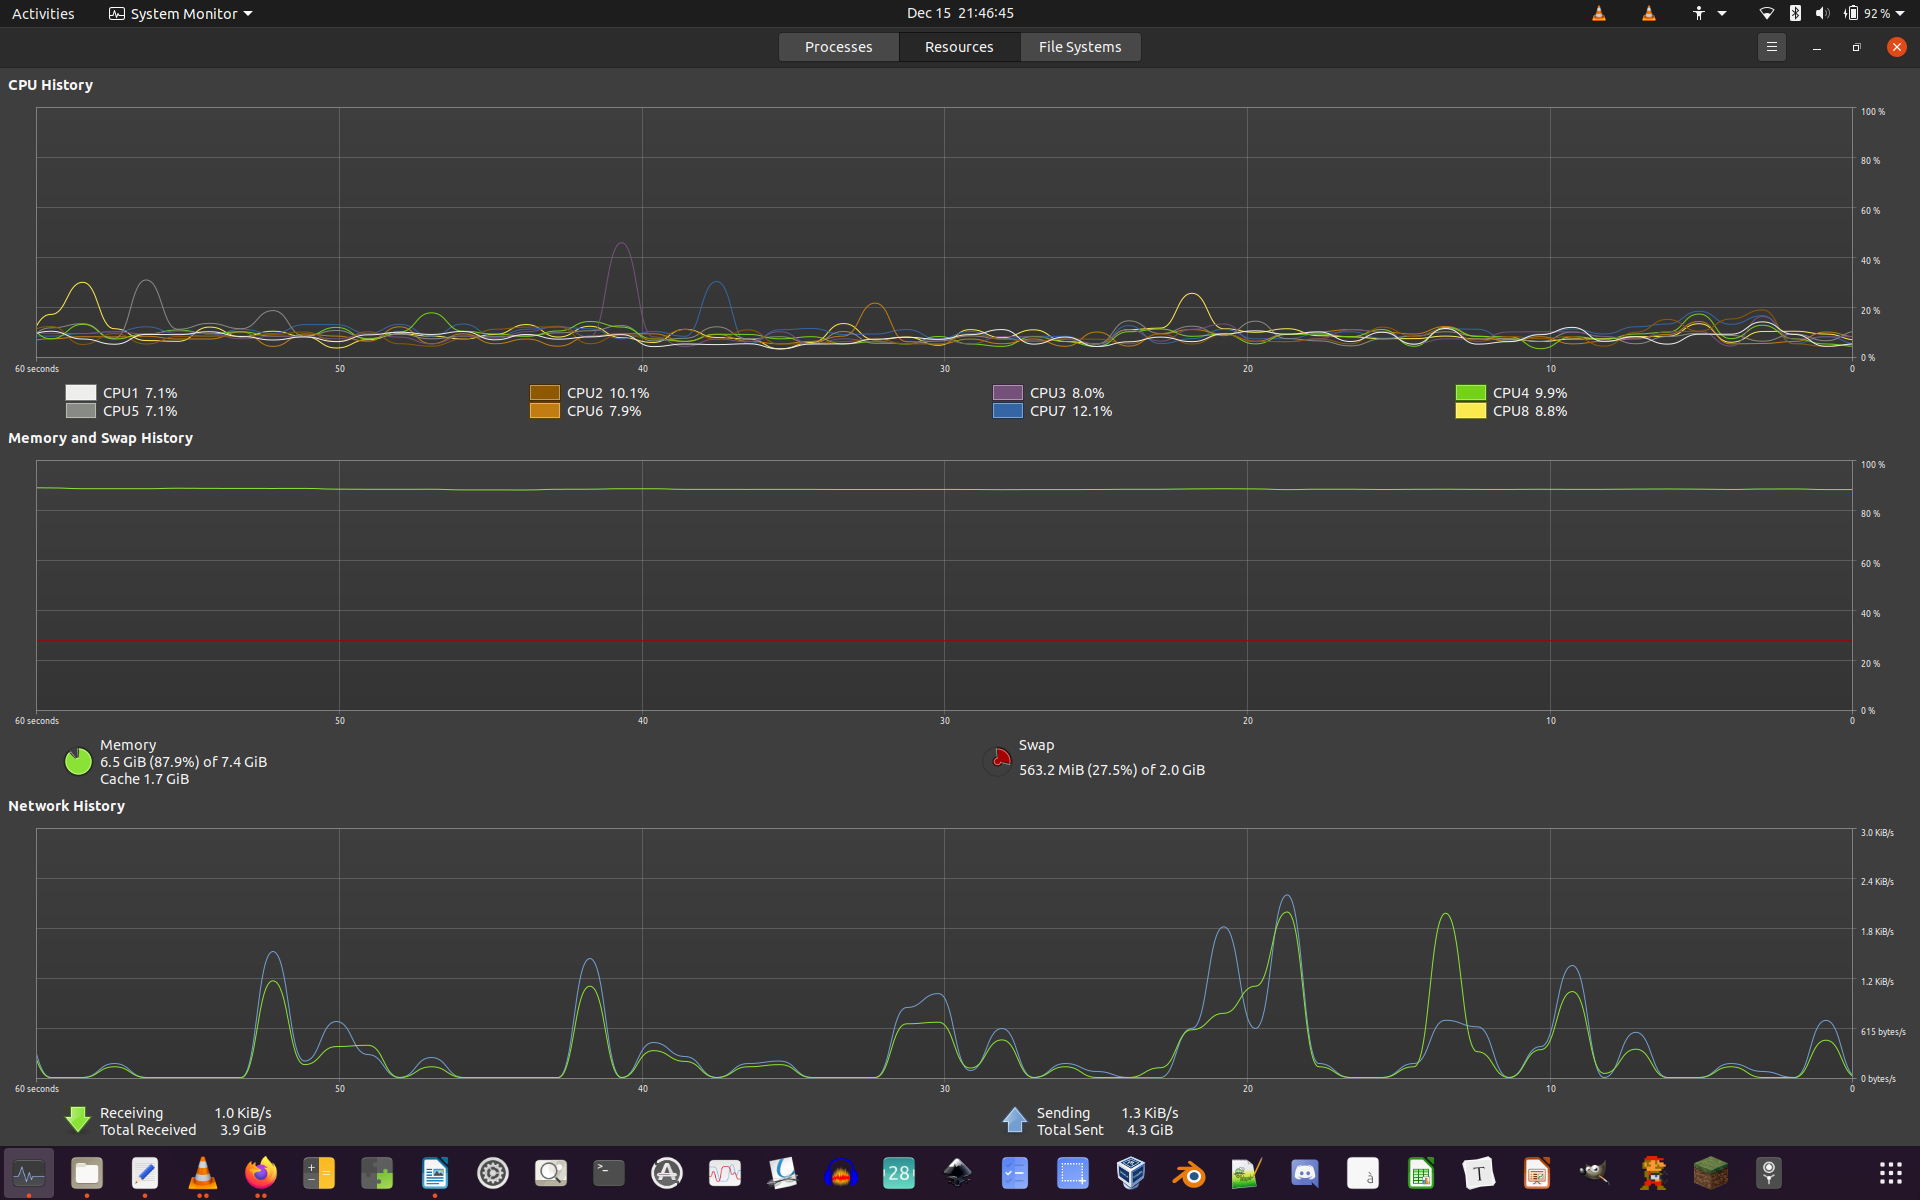 Activities System Monitor Dec 15 21:46:45 92 %
Processes Resources File Systems
CPU History
100 %
80 %
60 %
40 %
20 %
0 %
60 seconds 50 40 30 20 10 0
CPU1 7.1% CPU2 10.1% CPU3 8.0% CPU4 9.9%
CPU5 7.1% CPU6 7.9% CPU7 12.1% CPU8 8.8%
Memory and Swap History
100 %
80 %
60 %
40 %
20 %
0 %
60 seconds 50 40 30 20 10 0
Memory
6.5 GiB (87.9%) of 7.4 GiB
Cache 1.7 GiB
Swap
563.2 MiB (27.5%) of 2.0 GiB
Network History
3.0 KiB/s
2.4 KiB/s
1.8 KiB/s
1.2 KiB/s
615 bytes/s
0 bytes/s
60 seconds 50 40 30 20 10 0
Receiving 1.0 KiB/s
Total Received 3.9 GiB
Sending 1.3 KiB/s
Total Sent 4.3 GiB
28
à
T